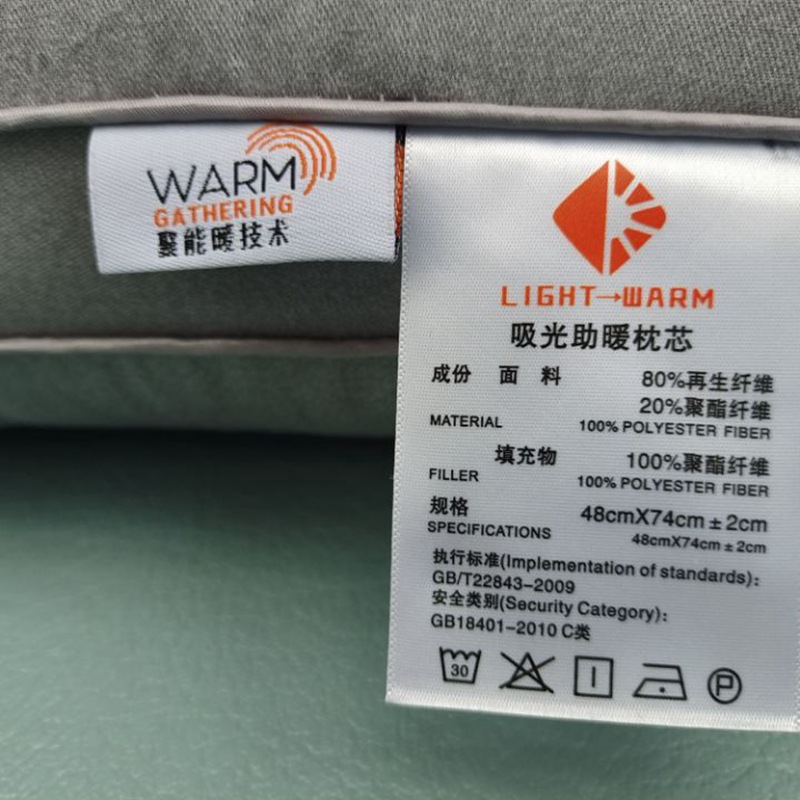 WARM
GATHERING
聚能暖技术
LIGHT→WARM
吸光助暖枕芯
成份 面 料 80%再生纤维
20%聚酯纤维
MATERIAL 100% POLYESTER FIBER
填充物 100%聚酯纤维
FILLER 100% POLYESTER FIBER
规格 48cmX74cm±2cm
SPECIFICATIONS 48cmX74cm±2cm
执行标准(Implementation of standards):
GB/T22843-2009
安全类别(Security Category):
GB18401-2010 C类
30 P